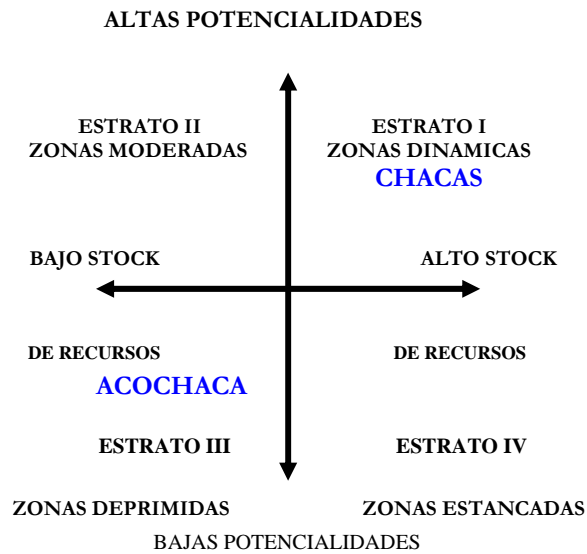 ALTAS POTENCIALIDADES
ESTRATO II
ZONAS MODERADAS
ESTRATO I
ZONAS DINAMICAS
CHACAS
BAJO STOCK
ALTO STOCK
DE RECURSOS
DE RECURSOS
ACOCHACA
ESTRATO III
ESTRATO IV
ZONAS DEPRIMIDAS
ZONAS ESTANCADAS
BAJAS POTENCIALIDADES